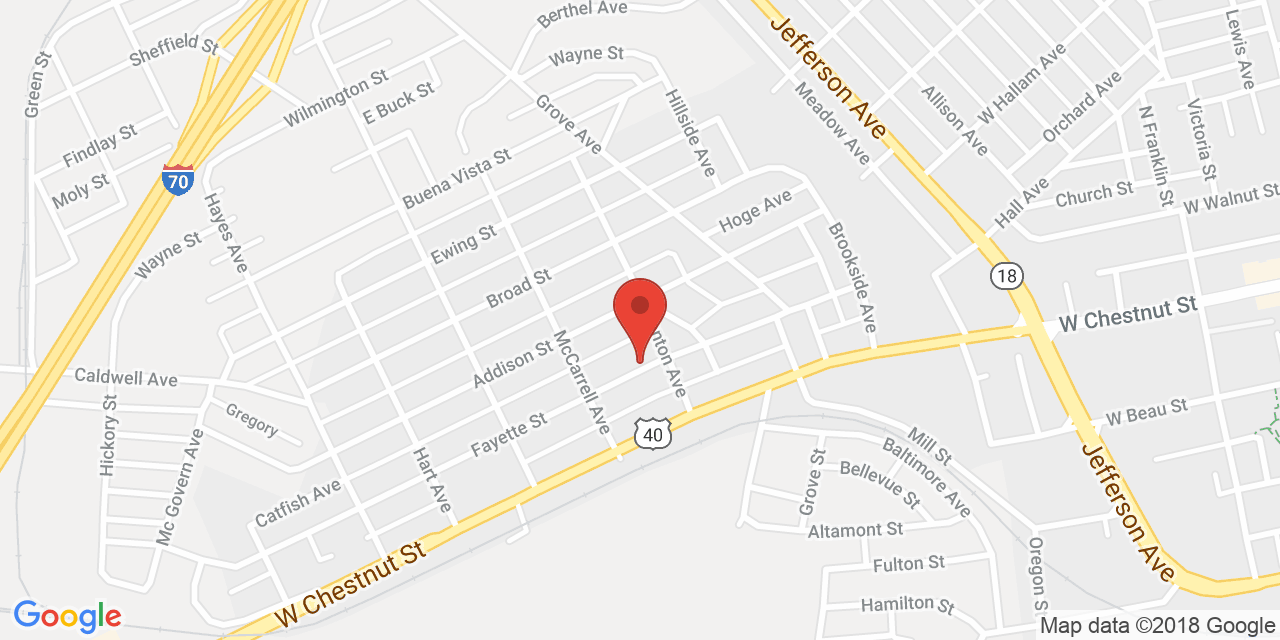 Berthel Ave
Jefferson Ave
Lewis Ave
Sheffield St
Wayne St
W Hallam Ave
Green St
Wilmington St
E Buck St
Hillside Ave
Meadow Ave
Allison Ave
Orchard Ave
Grove Ave
Victoria St
N Franklin St
Findlay St
Moly St
70
Buena Vista St
Church St
Hall Ave
W Walnut St
Hayes Ave
Hoge Ave
Wayne St
Ewing St
Brookside Ave
Broad St
18
W Chestnut St
McCarrell Ave
Addison St
Caldwell Ave
Gregory
Hickory St
Fayette St
40
W Beau St
Mill St
Baltimore Ave
Mc Govern Ave
Hart Ave
Grove St
Bellevue St
Jefferson Ave
Catfish Ave
Altamont St
W Chestnut St
Fulton St
Oregon St
Hamilton St
Google
Map data ©2018 Google